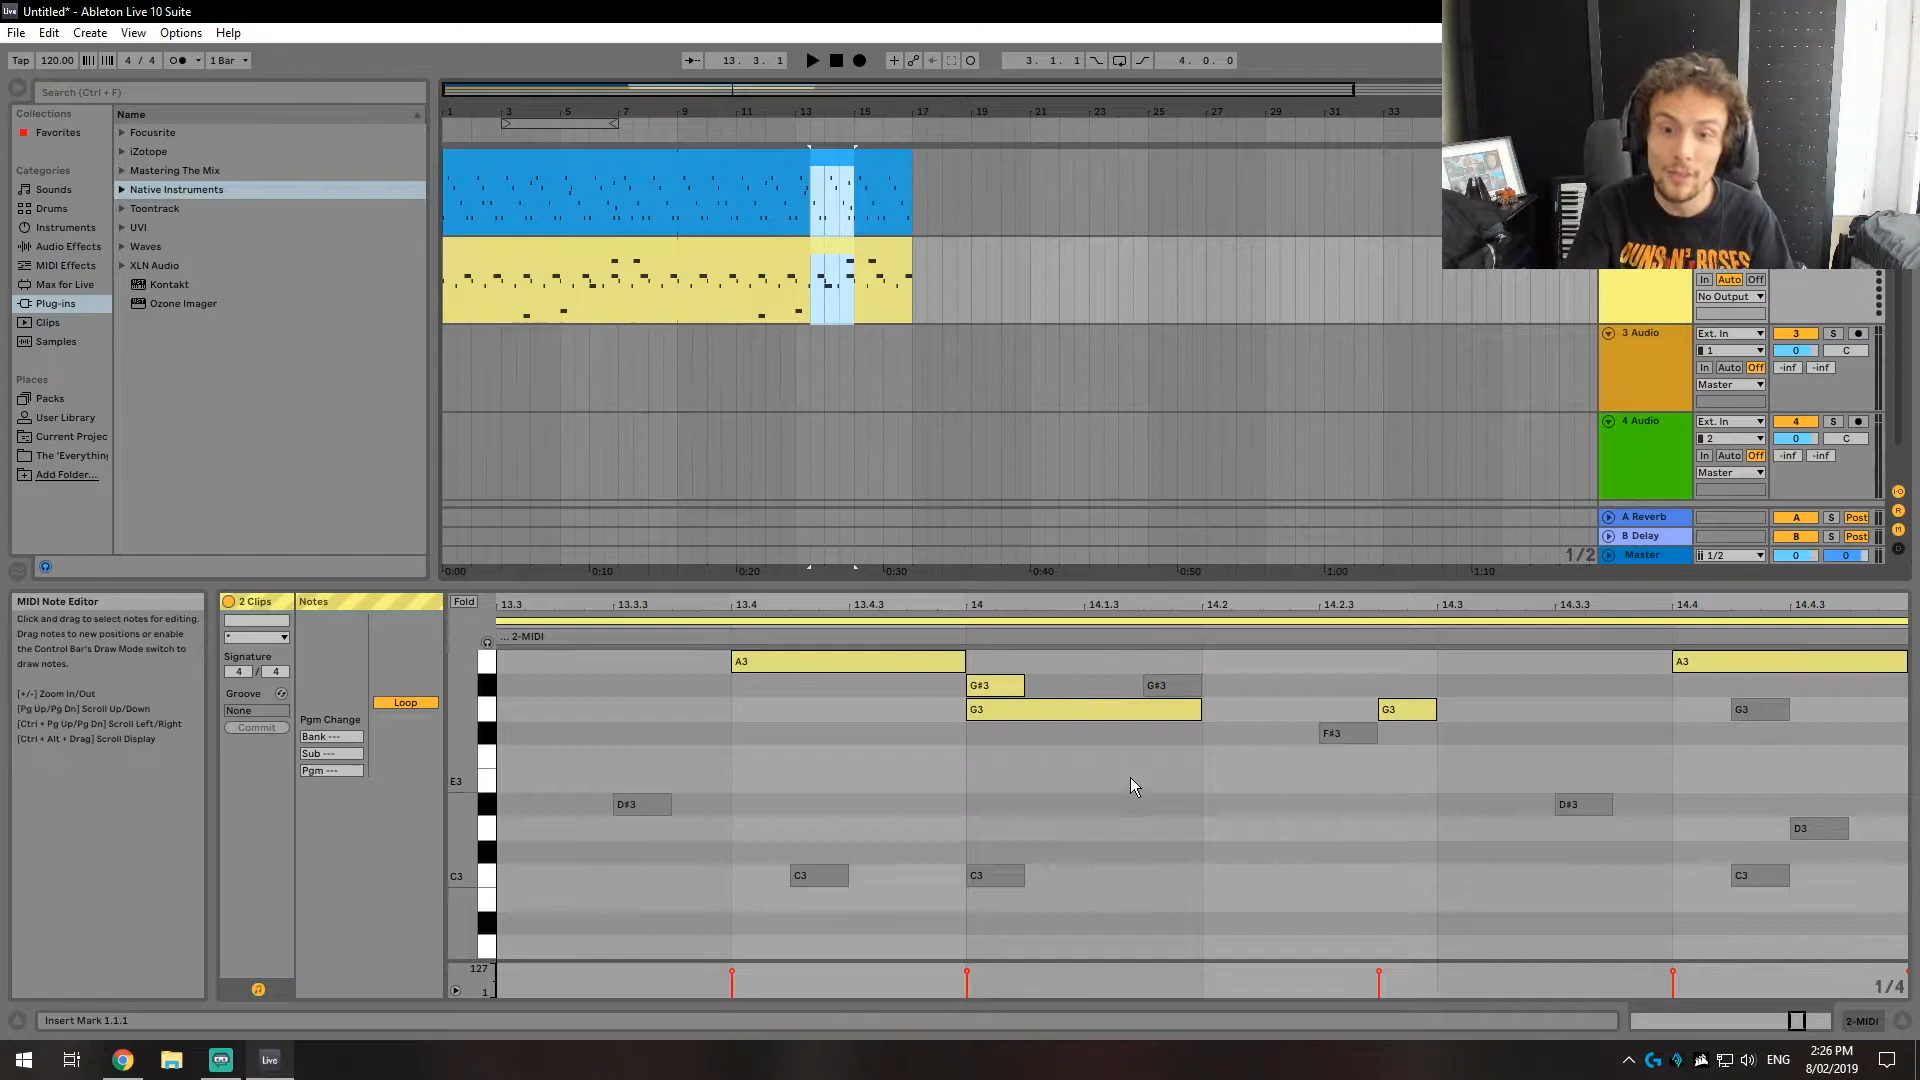 Live Untitled* - Ableton Live 10 Suite
File Edit Create View Options Help
Tap 120.00 4 / 4 1 Bar 13. 3. 1 3. 1. 1 4. 0. 0
Search (Ctrl + F)
Collections
Favorites
Categories
Sounds
Drums
Instruments
Audio Effects
MIDI Effects
Max for Live
Plug-ins
Clips
Samples
Places
Packs
User Library
Current Projec
The 'Everything
Add Folder...
Name
Focusrite
iZotope
Mastering The Mix
Native Instruments
Toontrack
UVI
Waves
XLN Audio
Kontakt
Ozone Imager
1 3 5 7 9 11 13 15 17 19 21 23 25 27 29 31 33
GUNS N' ROSES
In Auto Off
No Output
3 Audio Ext. In 3 S
1 0 C
In Auto Off -inf -inf
Master
4 Audio Ext. In 4 S
2 0 C
In Auto Off -inf -inf
Master
A Reverb A S Post
B Delay B S Post
1/2 Master 1/2 0 0
0:00 0:10 0:20 0:30 0:40 0:50 1:00 1:10
MIDI Note Editor
Click and drag to select notes for editing.
Drag notes to new positions or enable
the Control Bar's Draw Mode switch to
draw notes.
[+/-] Zoom In/Out
[Pg Up/Pg Dn] Scroll Up/Down
[Ctrl + Pg Up/Pg Dn] Scroll Left/Right
[Ctrl + Alt + Drag] Scroll Display
2 Clips
*
Signature
4 / 4
Groove
None
Commit
Notes
Loop
Pgm Change
Bank ---
Sub ---
Pgm ---
Fold 13.3 13.3.3 13.4 13.4.3 14 14.1.3 14.2 14.2.3 14.3 14.3.3 14.4 14.4.3
... 2-MIDI
A3 A3
G#3 G#3
G3 G3 G3
F#3
E3
D#3 D#3
D3
C3 C3 C3 C3
127
1 1/4
Insert Mark 1.1.1 2-MIDI
Live ENG 2:26 PM
8/02/2019